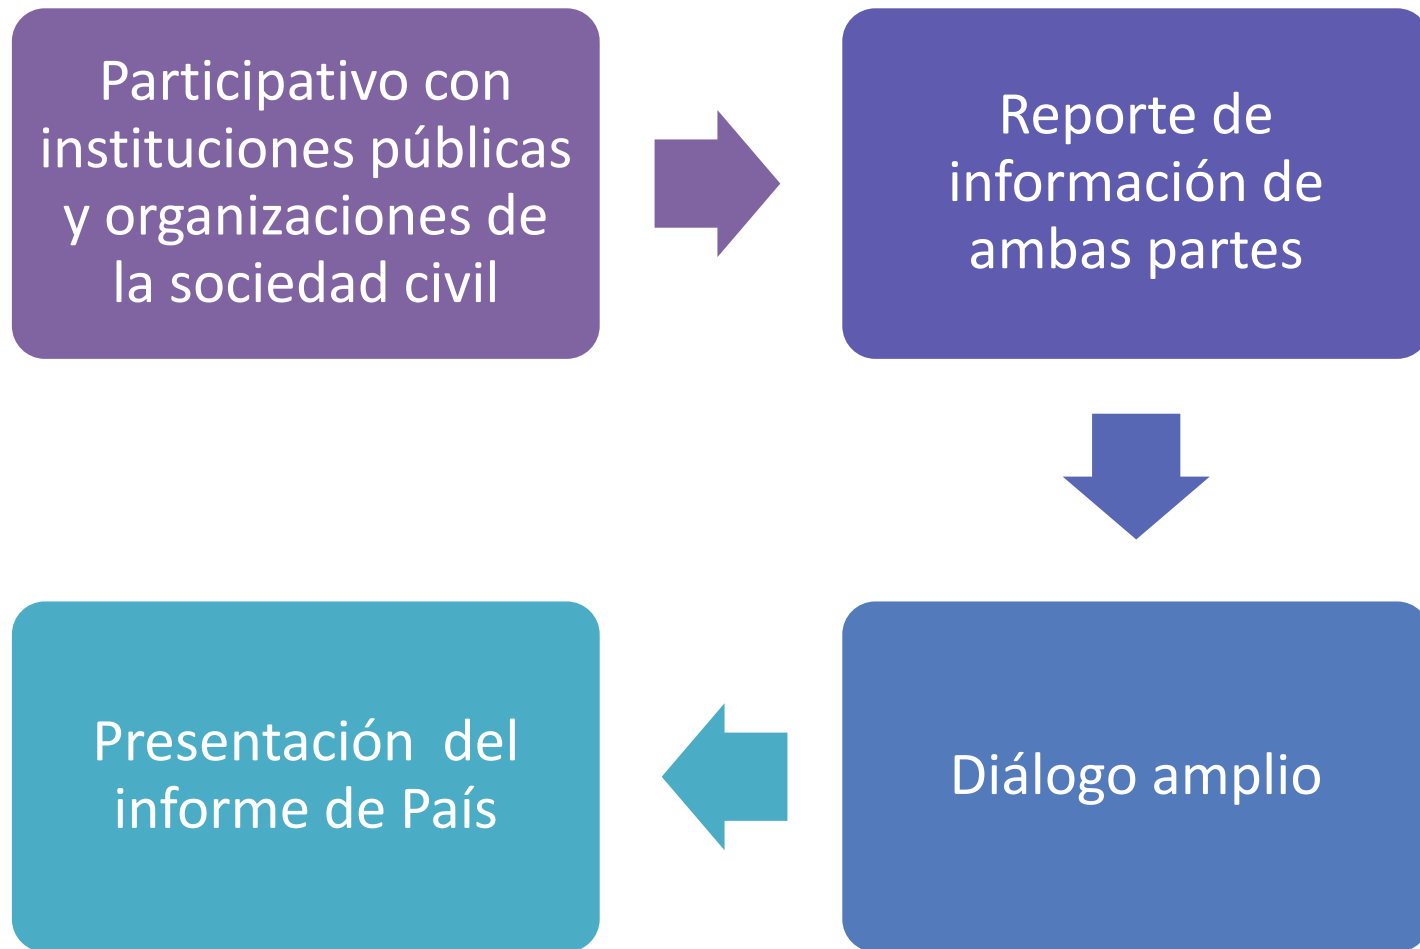 Participativo con
instituciones públicas
y organizaciones de
la sociedad civil
Reporte de
información de
ambas partes
Diálogo amplio
Presentación  del
informe de País